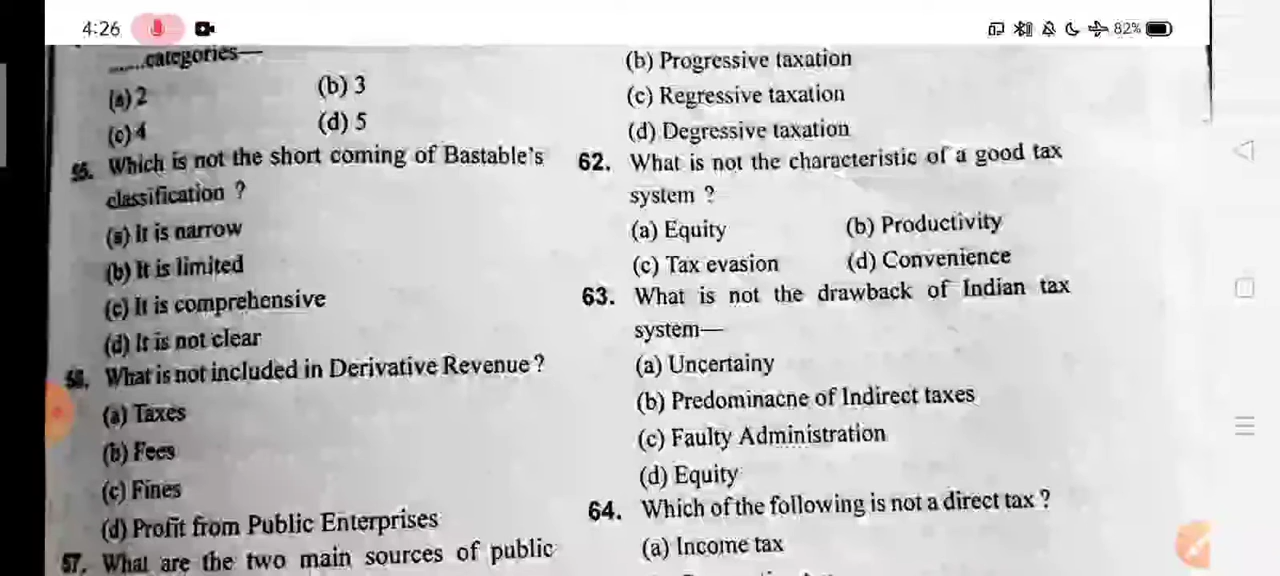 4:26
82%
......categories—
(a) 2
(b) 3
(c) 4
(d) 5
55. Which is not the short coming of Bastable's
classification ?
(a) It is narrow
(b) It is limited
(c) It is comprehensive
(d) It is not clear
56. What is not included in Derivative Revenue ?
(a) Taxes
(b) Fees
(c) Fines
(d) Profit from Public Enterprises
57. What are the two main sources of public
(b) Progressive taxation
(c) Regressive taxation
(d) Degressive taxation
62. What is not the characteristic of a good tax
system ?
(a) Equity
(b) Productivity
(c) Tax evasion
(d) Convenience
63. What is not the drawback of Indian tax
system—
(a) Uncertainy
(b) Predominacne of Indirect taxes
(c) Faulty Administration
(d) Equity
64. Which of the following is not a direct tax ?
(a) Income tax